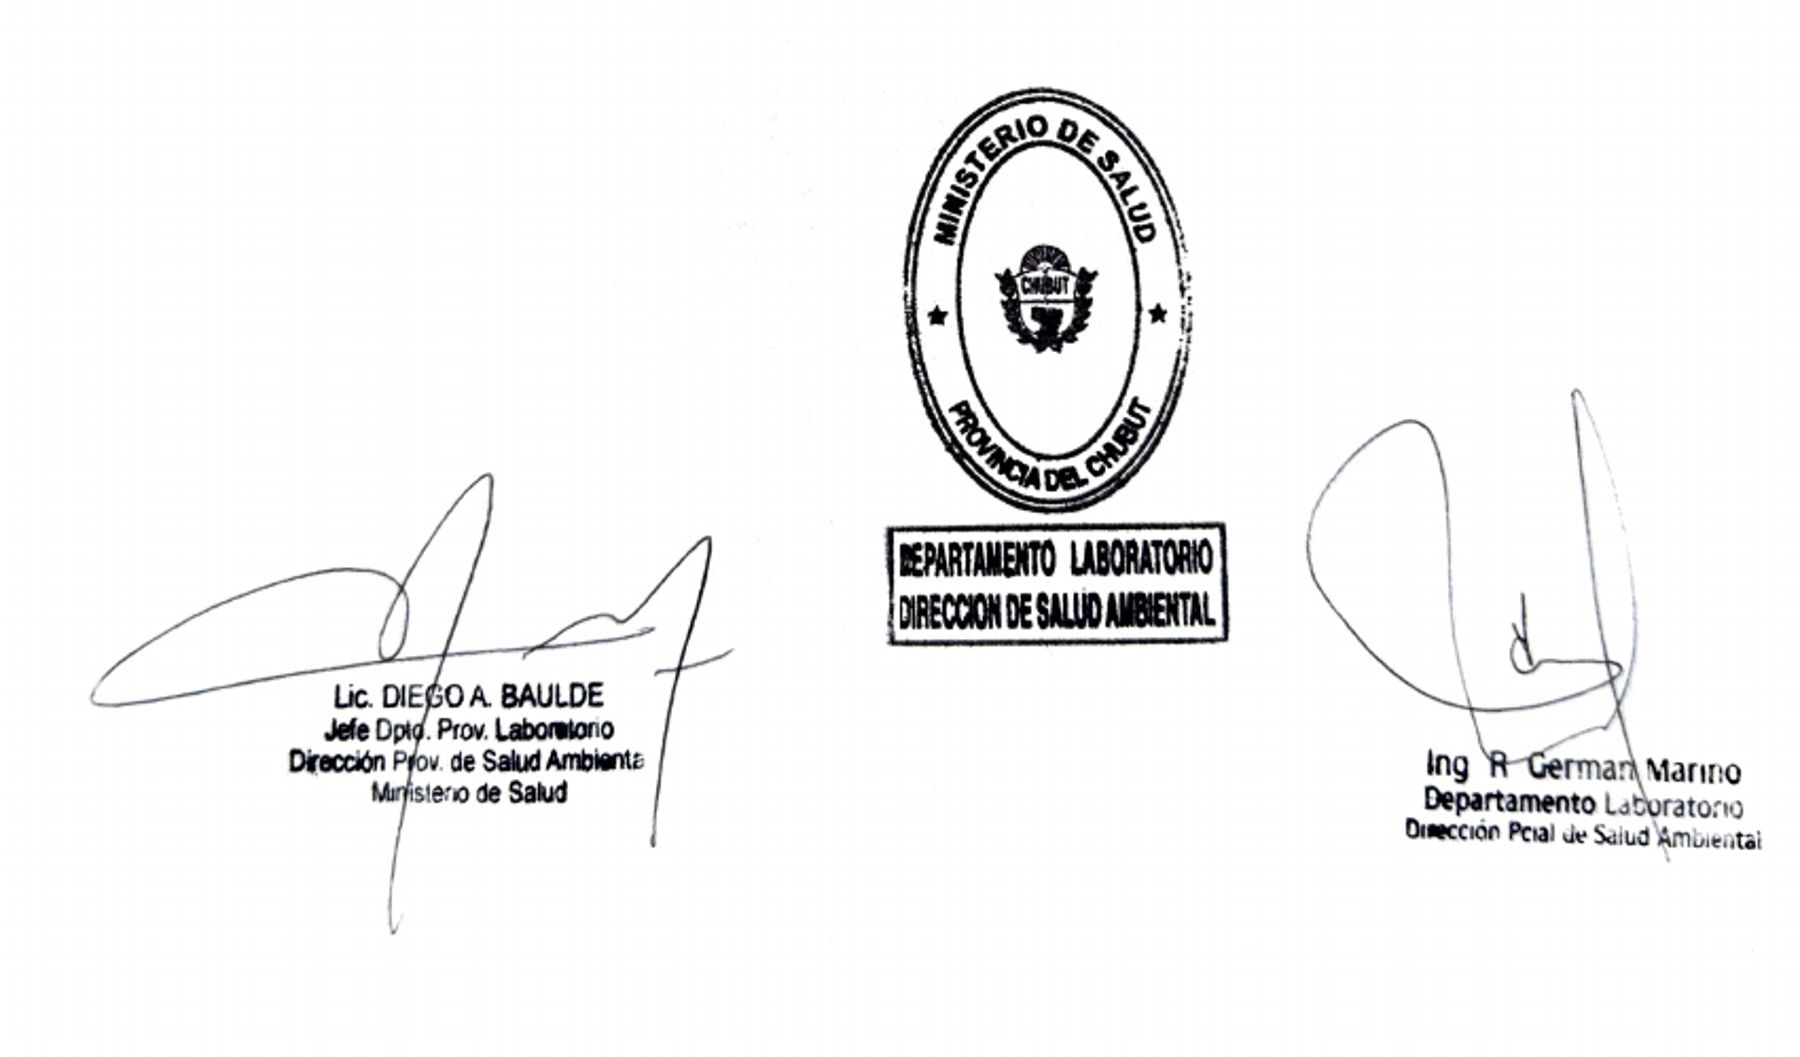 MINISTERIO DE SALUD
CHUBUT
PROVINCIA DEL CHUBUT
DEPARTAMENTO LABORATORIO
DIRECCION DE SALUD AMBIENTAL
Lic. DIEGO A. BAULDE
Jefe Dpto. Prov. Laboratorio
Dirección Prov. de Salud Ambienta
Ministerio de Salud
Ing R German Marino
Departamento Laboratorio
Dirección Pcial de Salud Ambiental